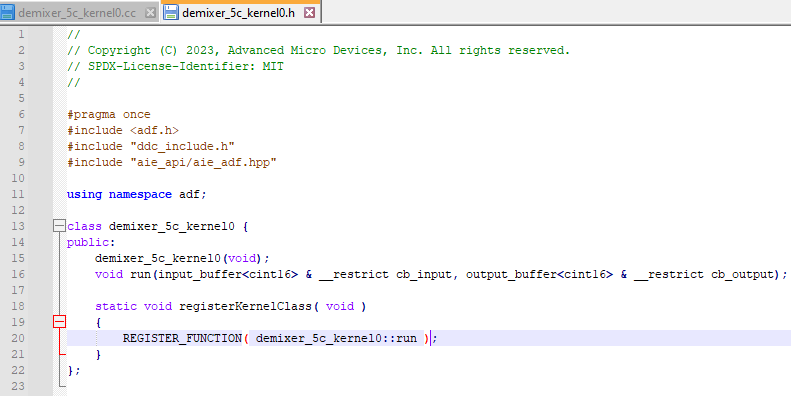 demixer_5c_kernel0.cc demixer_5c_kernel0.h
1 //
2 // Copyright (C) 2023, Advanced Micro Devices, Inc. All rights reserved.
3 // SPDX-License-Identifier: MIT
4 //
5
6 #pragma once
7 #include <adf.h>
8 #include "ddc_include.h"
9 #include "aie_api/aie_adf.hpp"
10
11 using namespace adf;
12
13 class demixer_5c_kernel0 {
14 public:
15 demixer_5c_kernel0(void);
16 void run(input_buffer<cint16> & __restrict cb_input, output_buffer<cint16> & __restrict cb_output);
17
18 static void registerKernelClass( void )
19 {
20 REGISTER_FUNCTION( demixer_5c_kernel0::run );
21 }
22 };
23